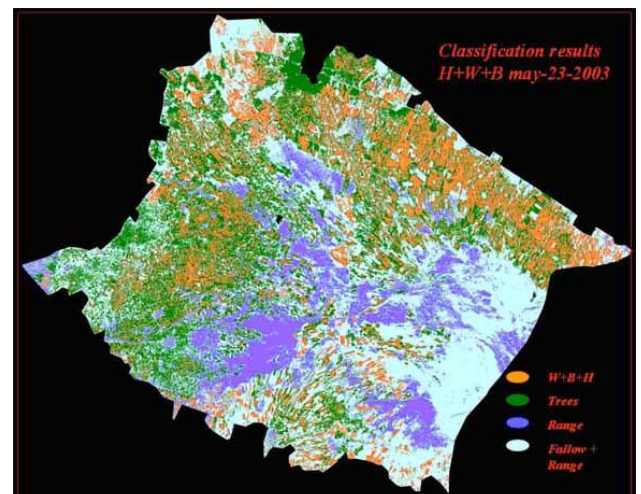 Classification results
H+W+B may-23-2003
W+B+H
Trees
Range
Fallow +
Range